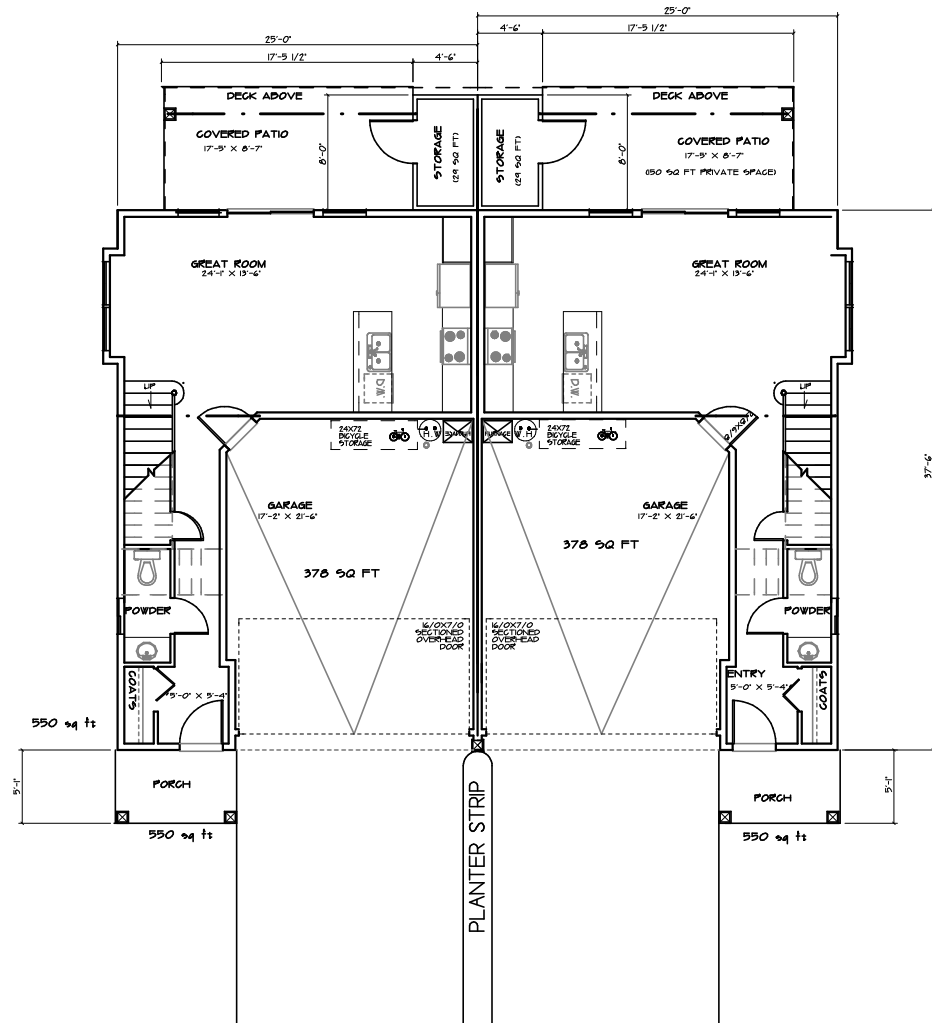 25'-0"
25'-0"
4'-6"
17'-5 1/2"
17'-5 1/2"
4'-6"
DECK ABOVE
DECK ABOVE
COVERED PATIO
17'-5" X 8'-7"
8'-0"
STORAGE
(29 SQ FT)
STORAGE
(29 SQ FT)
8'-0"
COVERED PATIO
17'-5" X 8'-7"
(150 SQ FT PRIVATE SPACE)
GREAT ROOM
24'-1" X 13'-6"
GREAT ROOM
24'-1" X 13'-6"
D.W.
D.W.
UP
UP
24X72
BICYCLE
STORAGE
H.W.
FURNACE
FURNACE
W.H
24X72
BICYCLE
STORAGE
37'-6"
GARAGE
17'-2" X 21'-6"
378 SQ FT
GARAGE
17'-2" X 21'-6"
378 SQ FT
POWDER
POWDER
16/0X7/0
SECTIONED
OVERHEAD
DOOR
16/0X7/0
SECTIONED
OVERHEAD
DOOR
COATS
5'-0" X 5'-4"
ENTRY
5'-0" X 5'-4"
COATS
550 sq ft
5'-1"
PORCH
PLANTER STRIP
PORCH
5'-1"
550 sq ft
550 sq ft